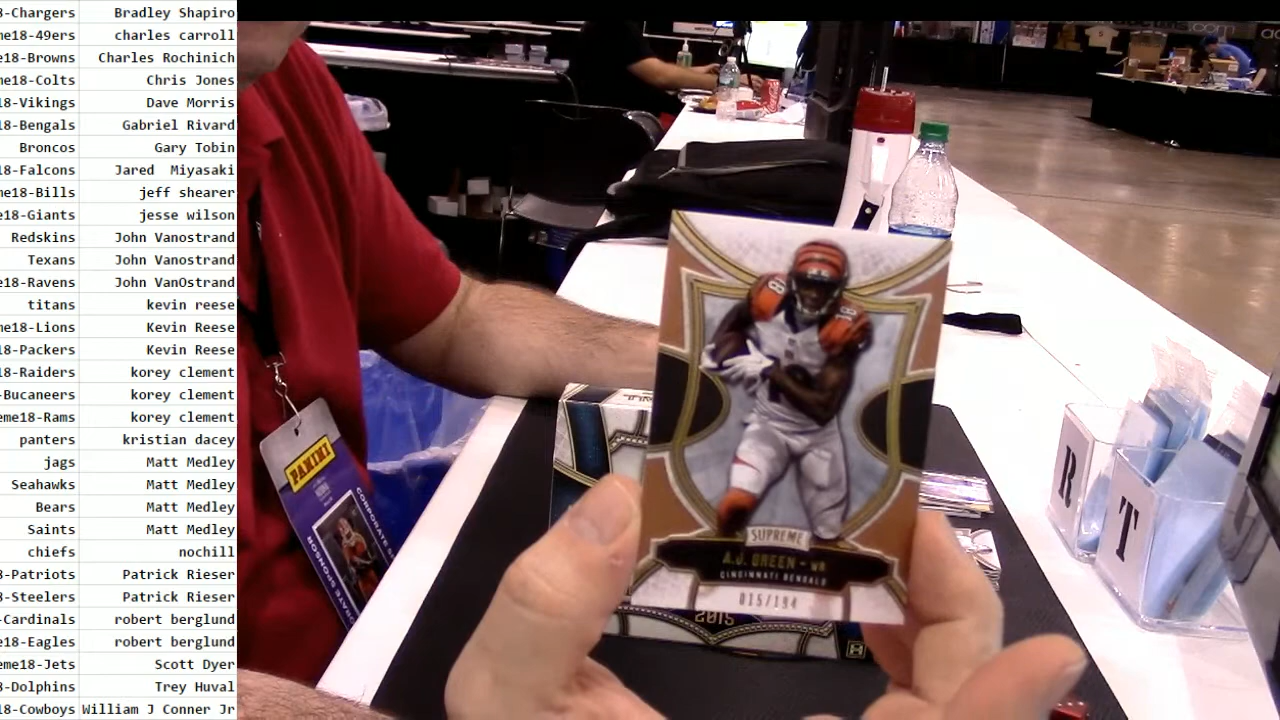 8-Chargers Bradley Shapiro
me18-49ers charles carroll
e18-Browns Charles Rochinich
me18-Colts Chris Jones
18-Vikings Dave Morris
18-Bengals Gabriel Rivard
Broncos Gary Tobin
18-Falcons Jared Miyasaki
me18-Bills jeff shearer
e18-Giants jesse wilson
Redskins John Vanostrand
Texans John Vanostrand
e18-Ravens John VanOstrand
titans kevin reese
me18-Lions Kevin Reese
18-Packers Kevin Reese
18-Raiders korey clement
-Bucaneers korey clement
eme18-Rams korey clement
panters kristian dacey
jags Matt Medley
Seahawks Matt Medley
Bears Matt Medley
Saints Matt Medley
chiefs nochill
8-Patriots Patrick Rieser
8-Steelers Patrick Rieser
-Cardinals robert berglund
me18-Eagles robert berglund
eme18-Jets Scott Dyer
8-Dolphins Trey Huval
18-Cowboys William J Conner Jr
PANINI
CORPORATE S
SPONSOR
18
18
SUPREME
A.J. GREEN - WR
CINCINNATI BENGALS
015/194
2015
R
T